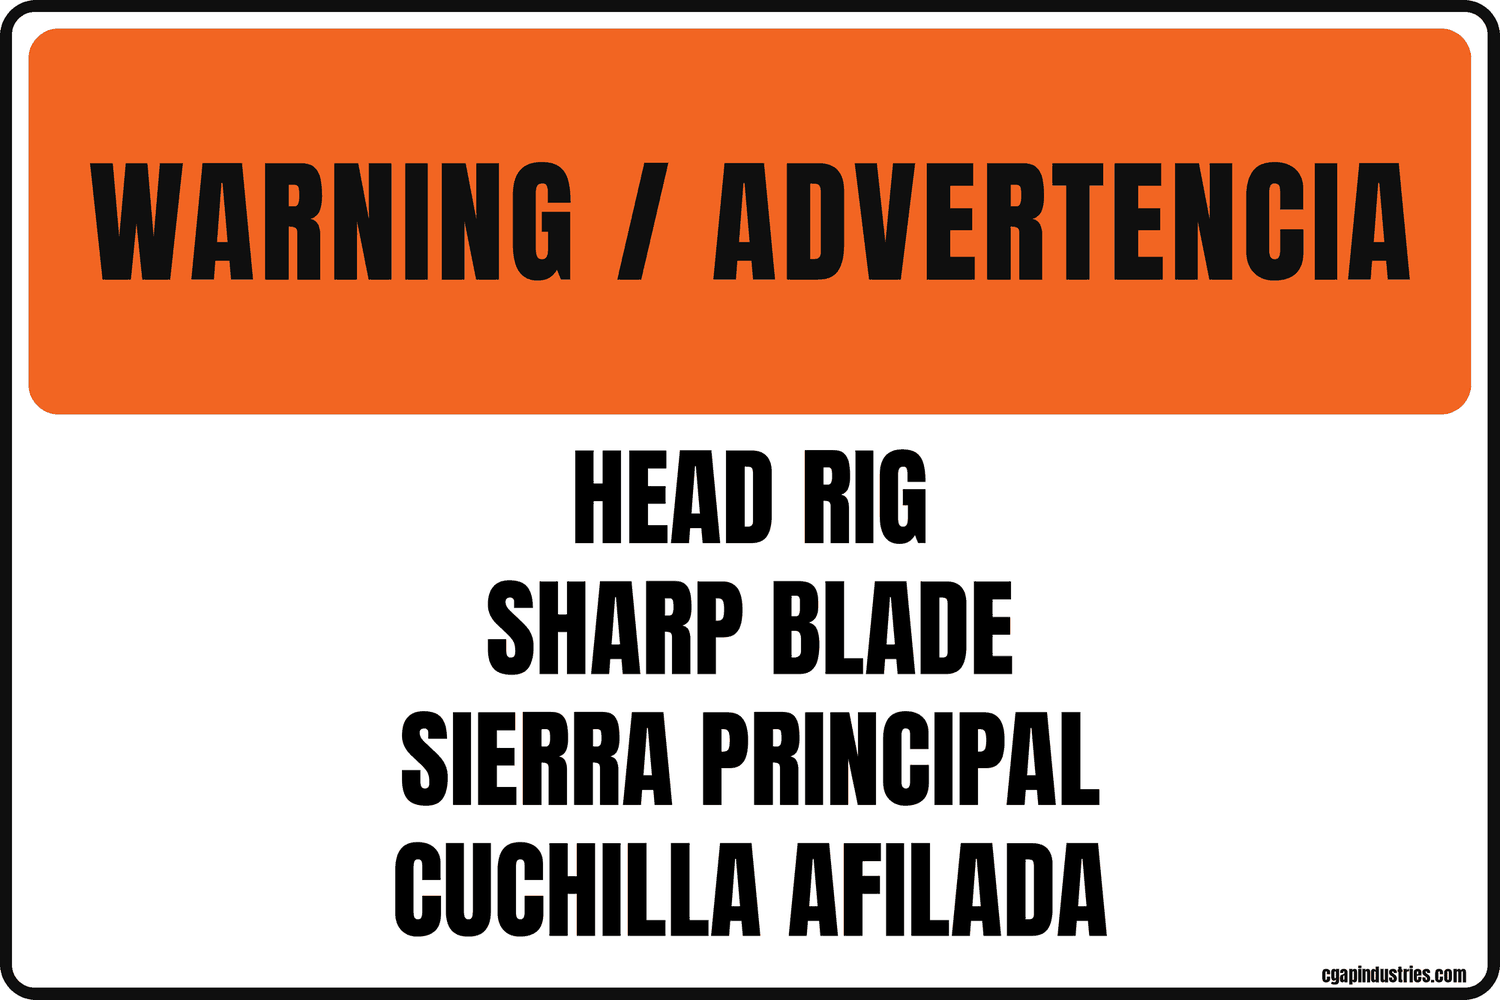 WARNING / ADVERTENCIA
HEAD RIG
SHARP BLADE
SIERRA PRINCIPAL
CUCHILLA AFILADA
cgapindustries.com